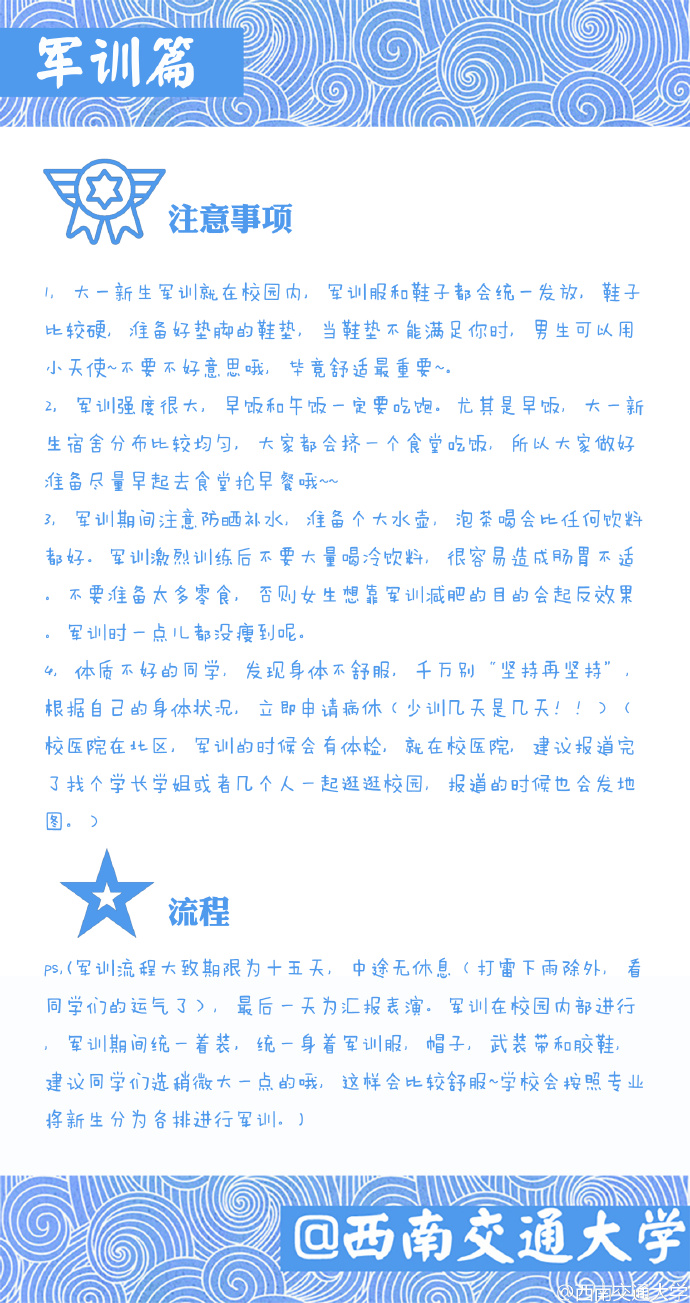 军训篇
注意事项
1, 大一新生军训就在校园内, 军训服和鞋子都会统一发放, 鞋子
比较硬, 准备好垫脚的鞋垫, 当鞋垫不能满足你时, 男生可以用
小天使~不要不好意思哦, 毕竟舒适最重要~。
2, 军训强度很大, 早饭和午饭一定要吃饱。尤其是早饭, 大一新
生宿舍分布比较均匀, 大家都会挤一个食堂吃饭, 所以大家做好
准备尽量早起去食堂抢早餐哦~~
3, 军训期间注意防晒补水, 准备个大水壶, 泡茶喝会比任何饮料
都好。军训激烈训练后不要大量喝冷饮料, 很容易造成肠胃不适
。不要准备太多零食, 否则女生想靠军训减肥的目的会起反效果
。军训时一点儿都没瘦到呢。
4, 体质不好的同学, 发现身体不舒服, 千万别“坚持再坚持”,
根据自己的身体状况, 立即申请病休(少训几天是几天!!)(
校医院在北区, 军训的时候会有体检, 就在校医院, 建议报道完
了找个学长学姐或者几个人一起逛逛校园, 报道的时候也会发地
图。)
流程
ps,(军训流程大致期限为十五天, 中途无休息(打雷下雨除外, 看
同学们的运气了), 最后一天为汇报表演。军训在校园内部进行
, 军训期间统一着装, 统一身着军训服, 帽子, 武装带和胶鞋,
建议同学们选稍微大一点的哦, 这样会比较舒服~学校会按照专业
将新生分为各排进行军训。)
@西南交通大学
@西南交通大学